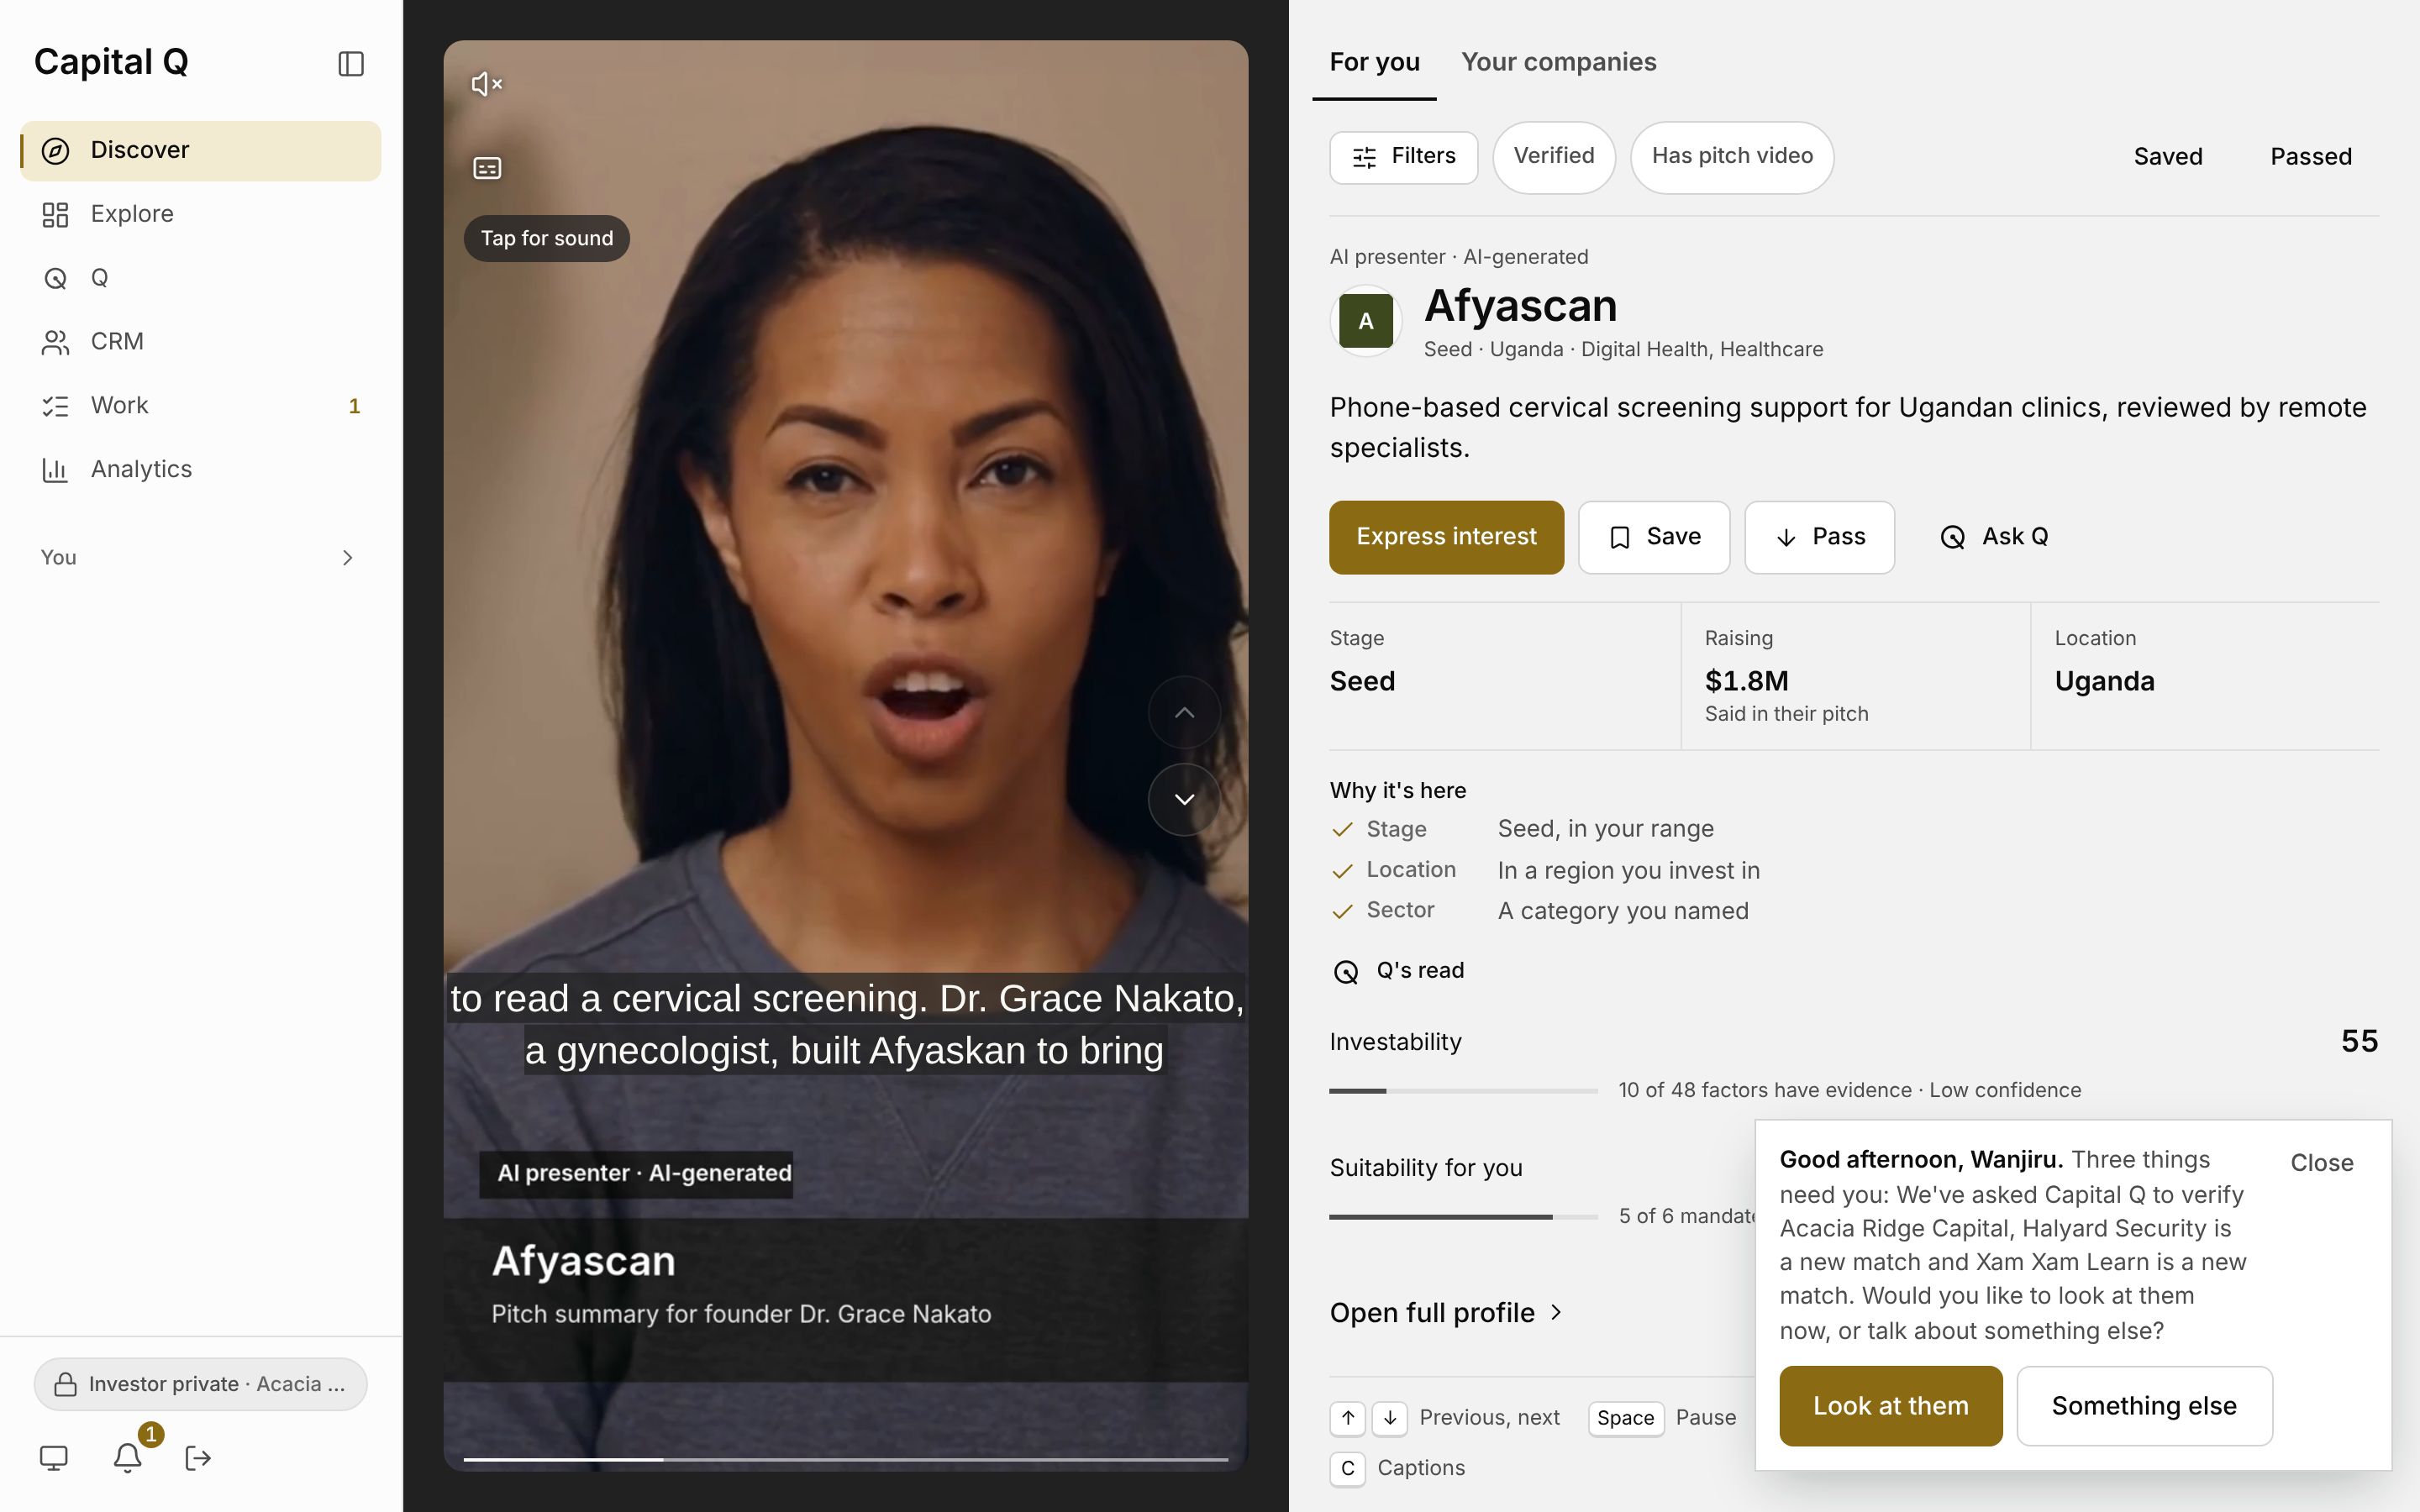 Capital Q
Discover
Explore
Q
CRM
Work
1
Analytics
You
Investor private · Acacia ...
1
Tap for sound
to read a cervical screening. Dr. Grace Nakato,
a gynecologist, built Afyaskan to bring
AI presenter · AI-generated
Afyascan
Pitch summary for founder Dr. Grace Nakato
For you
Your companies
Filters
Verified
Has pitch video
Saved
Passed
AI presenter · AI-generated
A
Afyascan
Seed · Uganda · Digital Health, Healthcare
Phone-based cervical screening support for Ugandan clinics, reviewed by remote
specialists.
Express interest
Save
Pass
Ask Q
Stage
Seed
Raising
$1.8M
Said in their pitch
Location
Uganda
Why it's here
Stage
Seed, in your range
Location
In a region you invest in
Sector
A category you named
Q's read
Investability
55
10 of 48 factors have evidence · Low confidence
Suitability for you
5 of 6
Open full profile
↑ ↓ Previous, next
Space Pause
C Captions
Good afternoon, Wanjiru. Three things
need you: We've asked Capital Q to verify
Acacia Ridge Capital, Halyard Security is
a new match and Xam Xam Learn is a new
match. Would you like to look at them
now, or talk about something else?
Close
Look at them
Something else